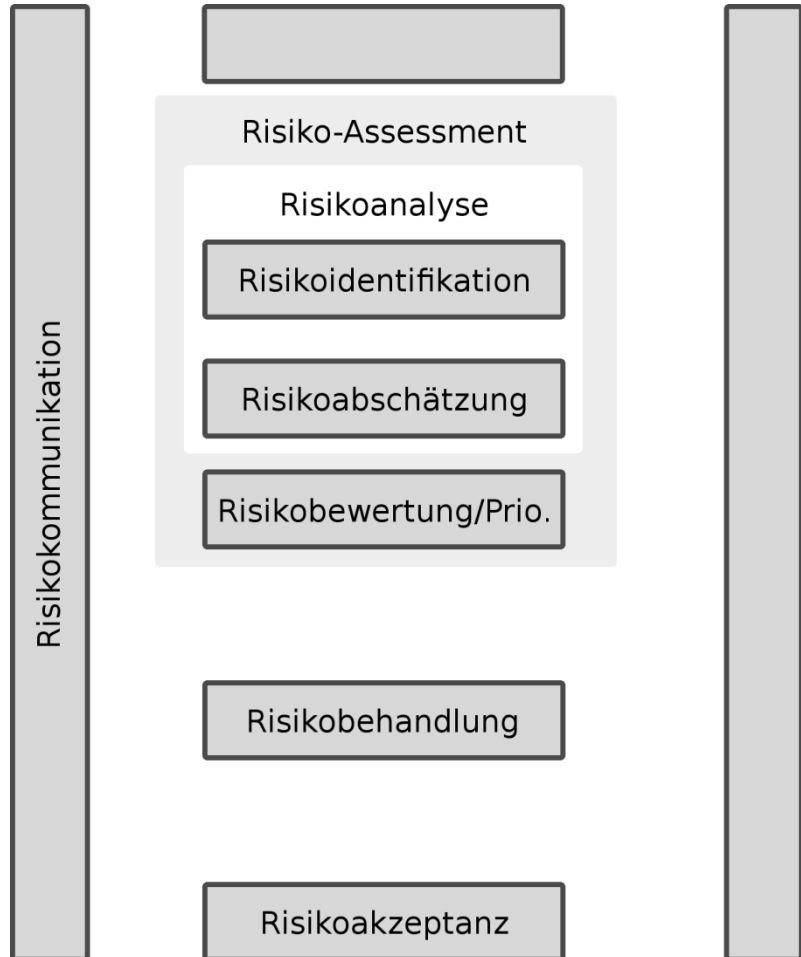 Risikokommunikation
Risiko-Assessment
Risikoanalyse
Risikoidentifikation
Risikoabschätzung
Risikobewertung/Prio.
Risikobehandlung
Risikoakzeptanz